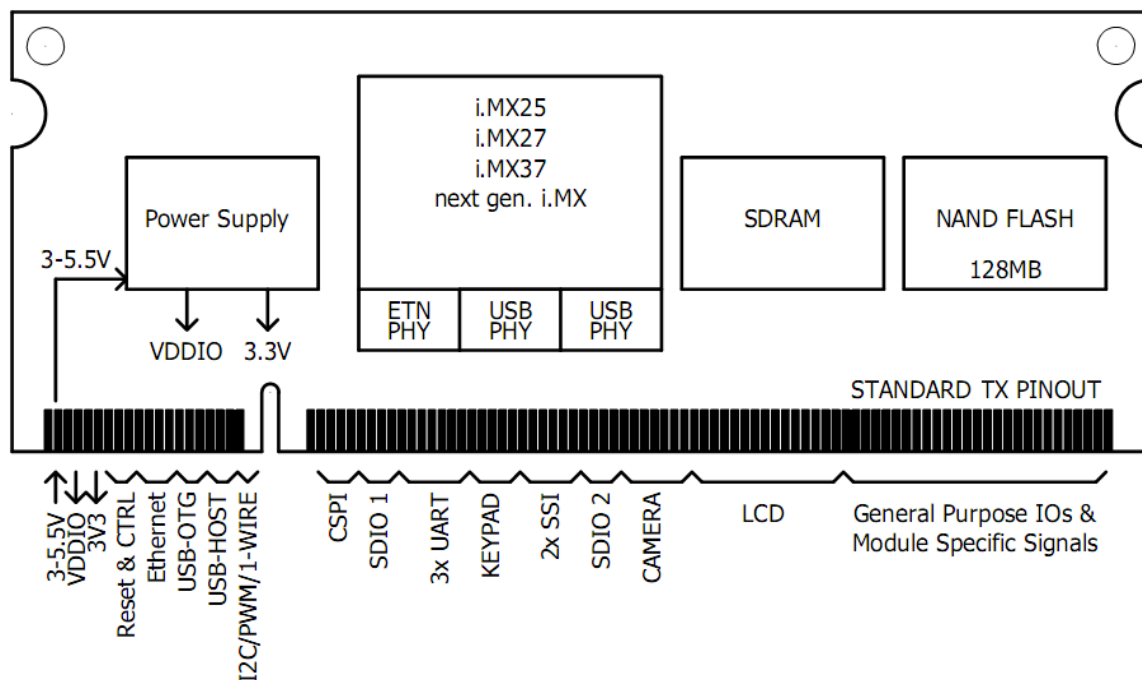 i.MX25
i.MX27
i.MX37
next gen. i.MX
Power Supply
SDRAM
NAND FLASH
128MB
3-5.5V
ETN
PHY
USB
PHY
USB
PHY
VDDIO
3.3V
STANDARD TX PINOUT
3-5.5V
VDDIO
3V3
Reset & CTRL
Ethernet
USB-OTG
USB-HOST
I2C/PWM/1-WIRE
CSPI
SDIO 1
3x UART
KEYPAD
2x SSI
SDIO 2
CAMERA
LCD
General Purpose IOs &
Module Specific Signals